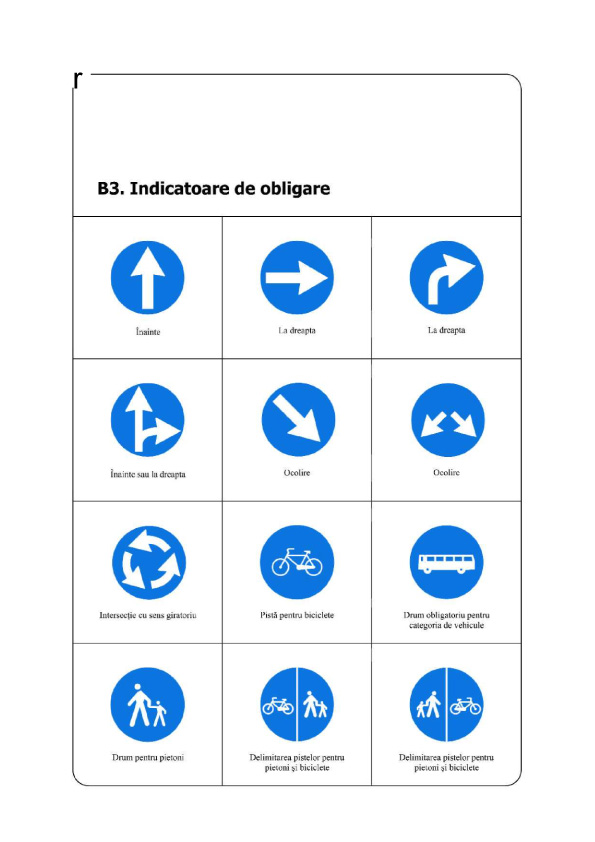 r
B3. Indicatoare de obligare
Înainte
La dreapta
La dreapta
Înainte sau la dreapta
Ocolire
Ocolire
Intersecție cu sens giratoriu
Pistă pentru biciclete
Drum obligatoriu pentru
categoria de vehicule
Drum pentru pietoni
Delimitarea pistelor pentru
pietoni și biciclete
Delimitarea pistelor pentru
pietoni și biciclete